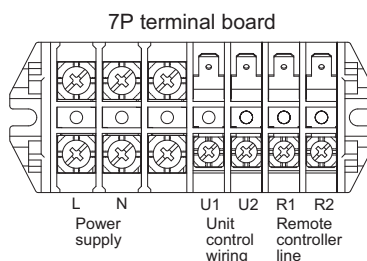 7P terminal board
L N U1 U2 R1 R2
Power Unit Remote
supply control controller
wiring line